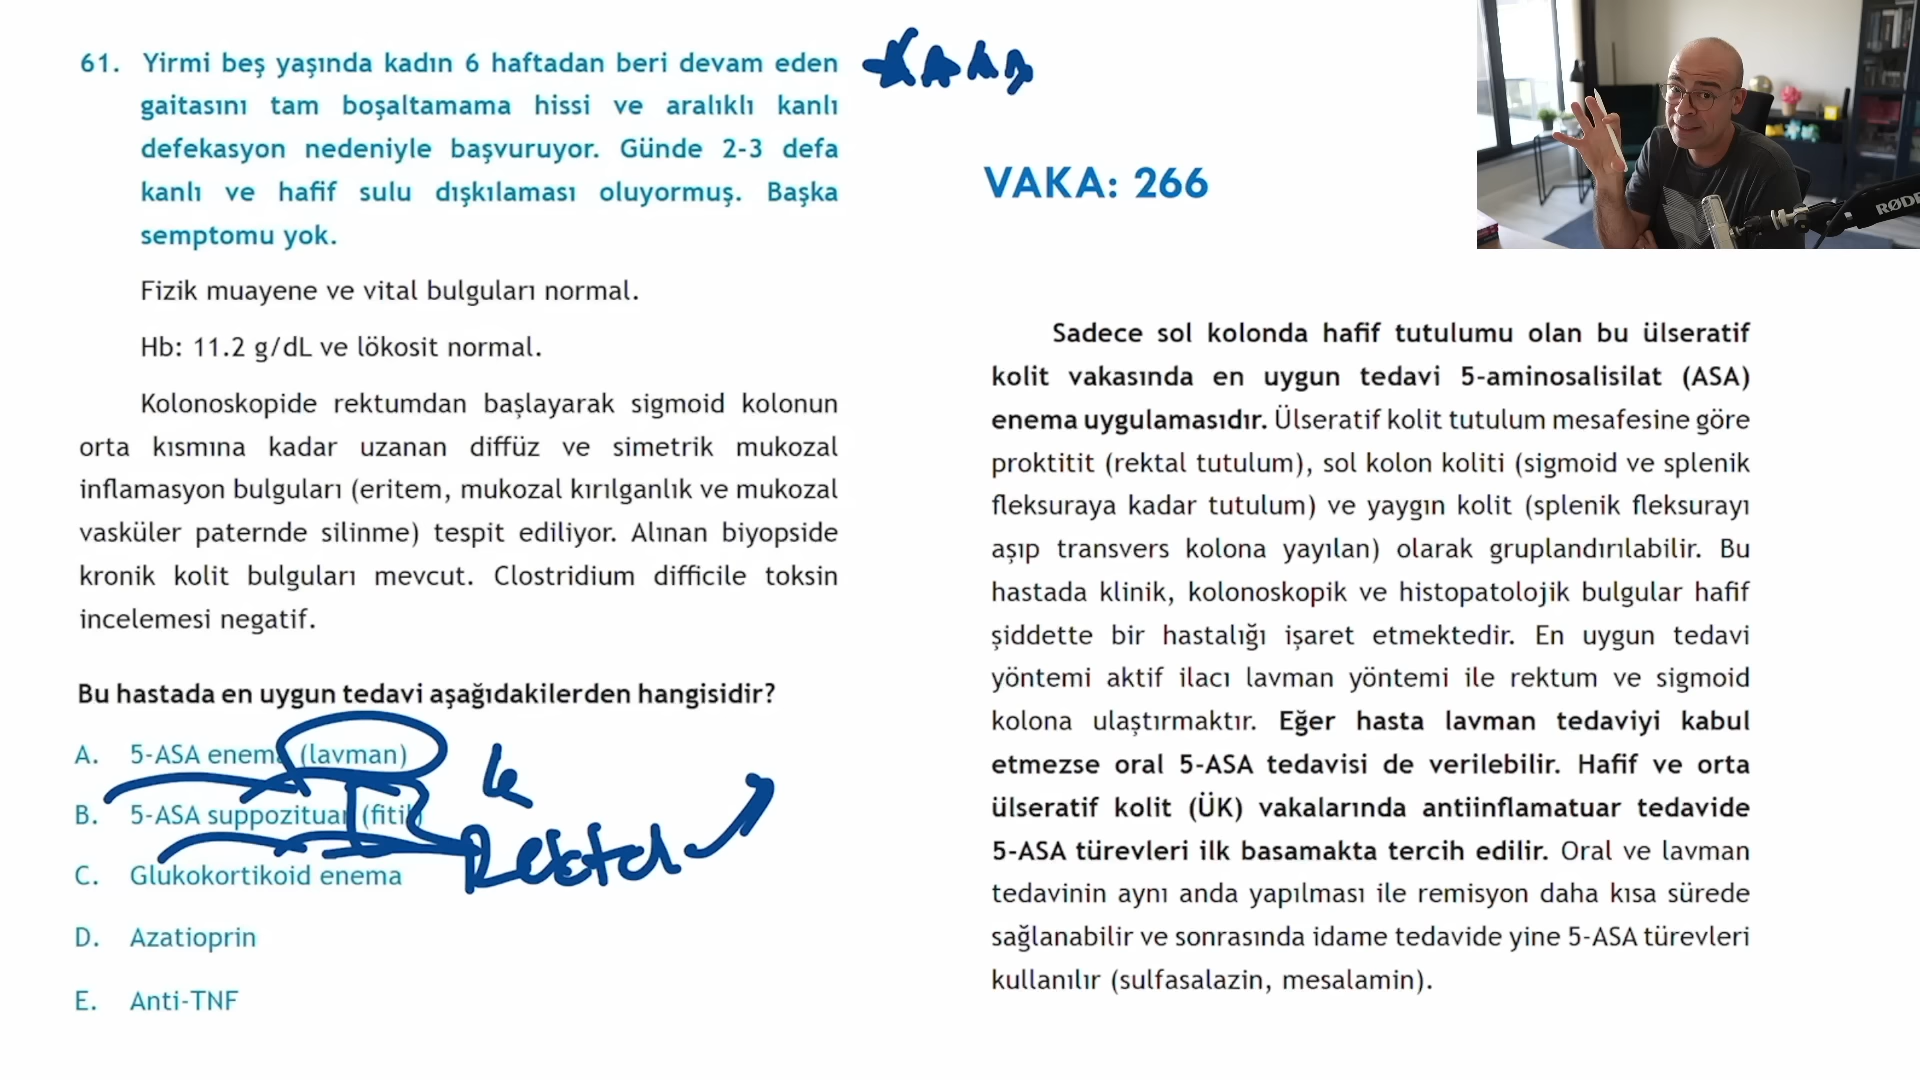 61. Yirmi beş yaşında kadın 6 haftadan beri devam eden
gaitasını tam boşaltamama hissi ve aralıklı kanlı
defekasyon nedeniyle başvuruyor. Günde 2-3 defa
kanlı ve hafif sulu dışkılaması oluyormuş. Başka
semptomu yok.
Fizik muayene ve vital bulguları normal.
Hb: 11.2 g/dL ve lökosit normal.
Kolonoskopide rektumdan başlayarak sigmoid kolonun
orta kısmına kadar uzanan diffüz ve simetrik mukozal
inflamasyon bulguları (eritem, mukozal kırılganlık ve mukozal
vasküler paternde silinme) tespit ediliyor. Alınan biyopside
kronik kolit bulguları mevcut. Clostridium difficile toksin
incelemesi negatif.
Bu hastada en uygun tedavi aşağıdakilerden hangisidir?
A. 5-ASA enema (lavman)
B. 5-ASA suppozituar (fitil)
C. Glukokortikoid enema
D. Azatioprin
E. Anti-TNF
Rektal
VAKA: 266
Sadece sol kolonda hafif tutulumu olan bu ülseratif
kolit vakasında en uygun tedavi 5-aminosalisilat (ASA)
enema uygulamasıdır. Ülseratif kolit tutulum mesafesine göre
proktitit (rektal tutulum), sol kolon koliti (sigmoid ve splenik
fleksuraya kadar tutulum) ve yaygın kolit (splenik fleksurayı
aşıp transvers kolona yayılan) olarak gruplandırılabilir. Bu
hastada klinik, kolonoskopik ve histopatolojik bulgular hafif
şiddette bir hastalığı işaret etmektedir. En uygun tedavi
yöntemi aktif ilacı lavman yöntemi ile rektum ve sigmoid
kolona ulaştırmaktır. Eğer hasta lavman tedaviyi kabul
etmezse oral 5-ASA tedavisi de verilebilir. Hafif ve orta
ülseratif kolit (ÜK) vakalarında antiinflamatuar tedavide
5-ASA türevleri ilk basamakta tercih edilir. Oral ve lavman
tedavinin aynı anda yapılması ile remisyon daha kısa sürede
sağlanabilir ve sonrasında idame tedavide yine 5-ASA türevleri
kullanılır (sulfasalazin, mesalamin).
RØDE